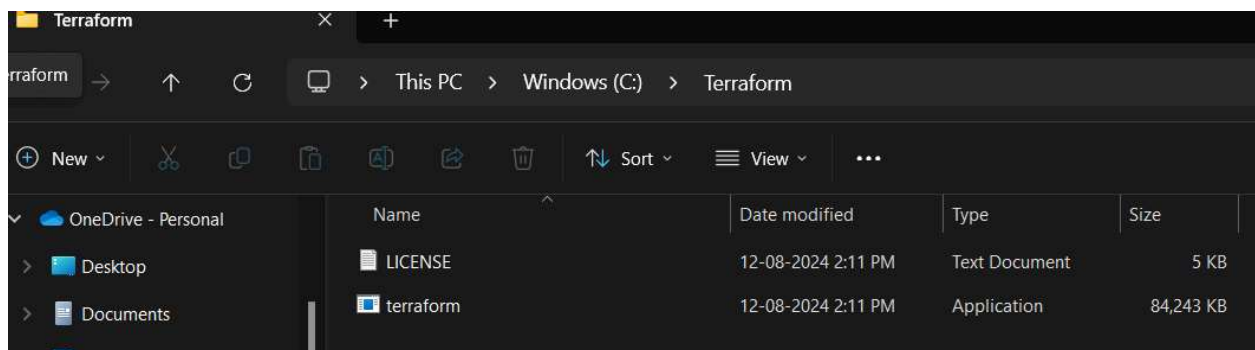 Terraform
rraform
This PC > Windows (C:) > Terraform
New Sort View
OneDrive - Personal
Name Date modified Type Size
Desktop
LICENSE 12-08-2024 2:11 PM Text Document 5 KB
Documents
terraform 12-08-2024 2:11 PM Application 84,243 KB